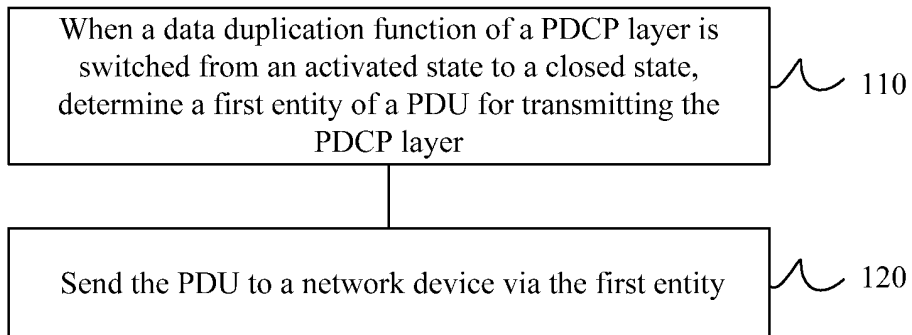 When a data duplication function of a PDCP layer is
switched from an activated state to a closed state,
determine a first entity of a PDU for transmitting the
PDCP layer
110
Send the PDU to a network device via the first entity
120